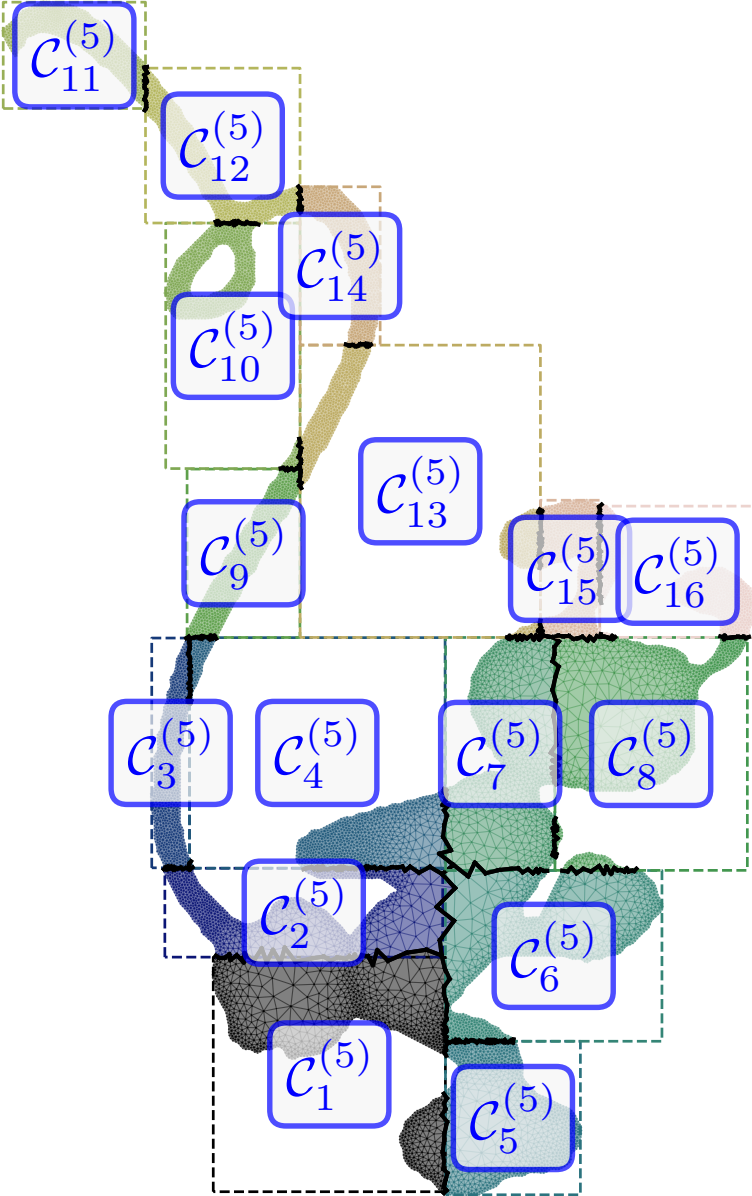 𝒞₁₁⁽⁵⁾
𝒞₁₂⁽⁵⁾
𝒞₁₄⁽⁵⁾
𝒞₁₀⁽⁵⁾
𝒞₁₃⁽⁵⁾
𝒞₉⁽⁵⁾
𝒞₁₅⁽⁵⁾
𝒞₁₆⁽⁵⁾
𝒞₃⁽⁵⁾
𝒞₄⁽⁵⁾
𝒞₇⁽⁵⁾
𝒞₈⁽⁵⁾
𝒞₂⁽⁵⁾
𝒞₆⁽⁵⁾
𝒞₁⁽⁵⁾
𝒞₅⁽⁵⁾